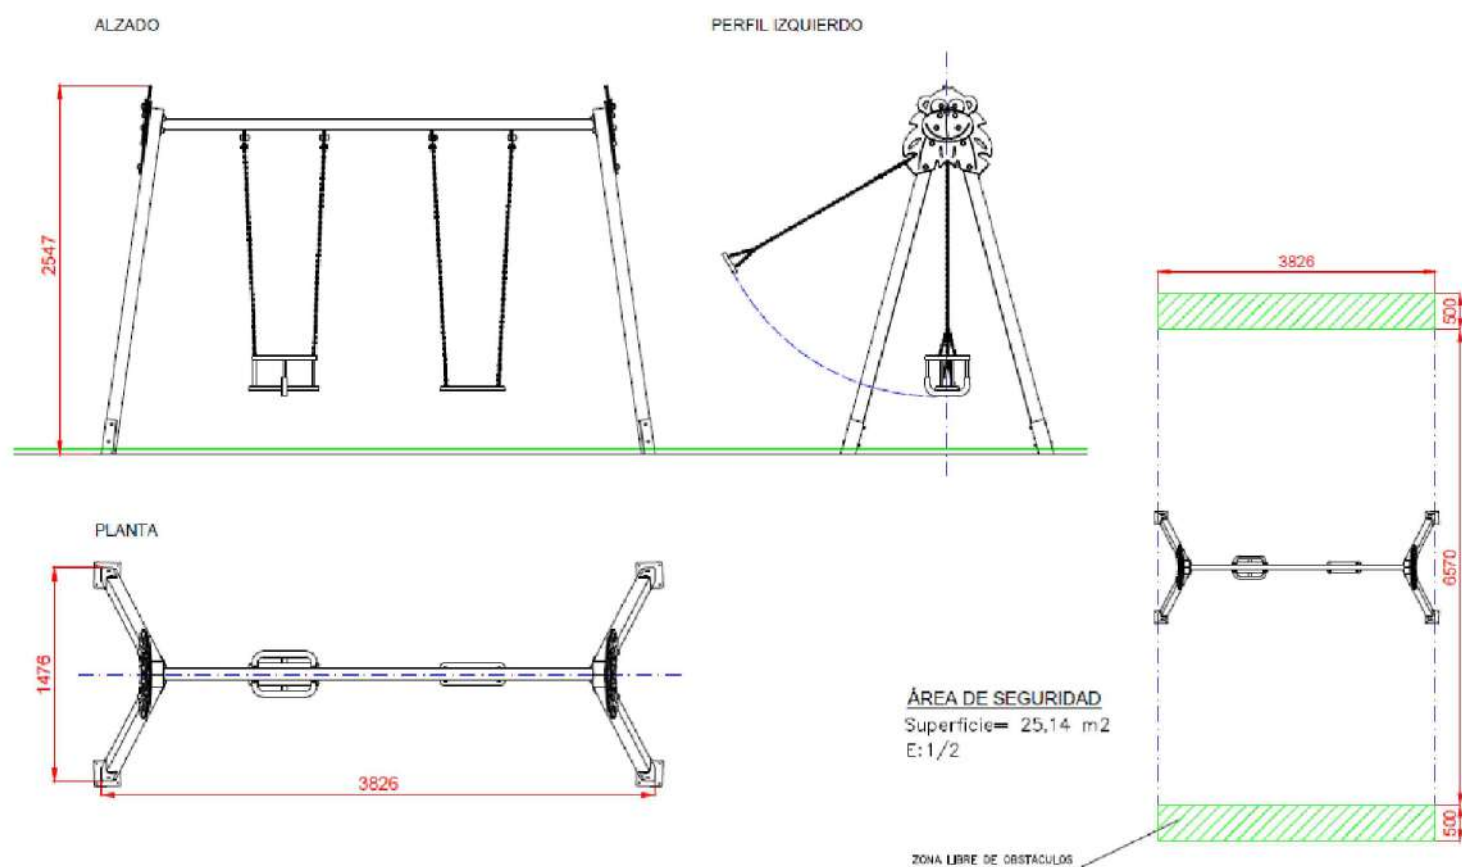 ALZADO
PERFIL IZQUIERDO
2547
3826
500
6570
500
PLANTA
1476
3826
ÁREA DE SEGURIDAD
Superficie= 25,14 m2
E:1/2
ZONA LIBRE DE OBSTÁCULOS